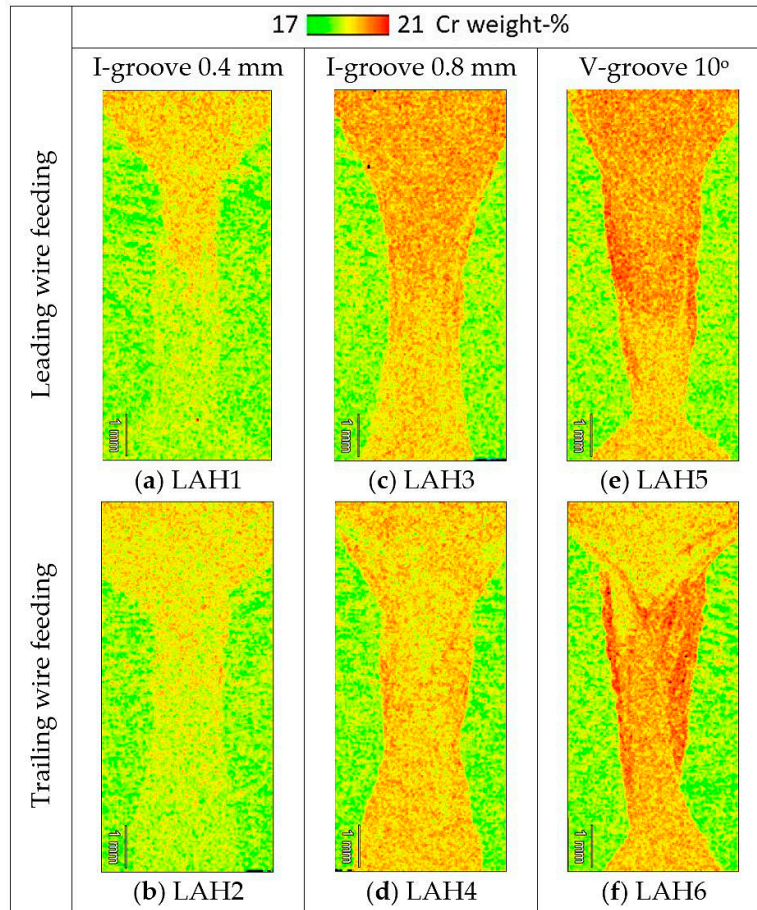 17 21 Cr weight-%
I-groove 0.4 mm I-groove 0.8 mm V-groove 10º
Leading wire feeding
1 mm 1 mm 1 mm
(a) LAH1 (c) LAH3 (e) LAH5
Trailing wire feeding
1 mm 1 mm 1 mm
(b) LAH2 (d) LAH4 (f) LAH6